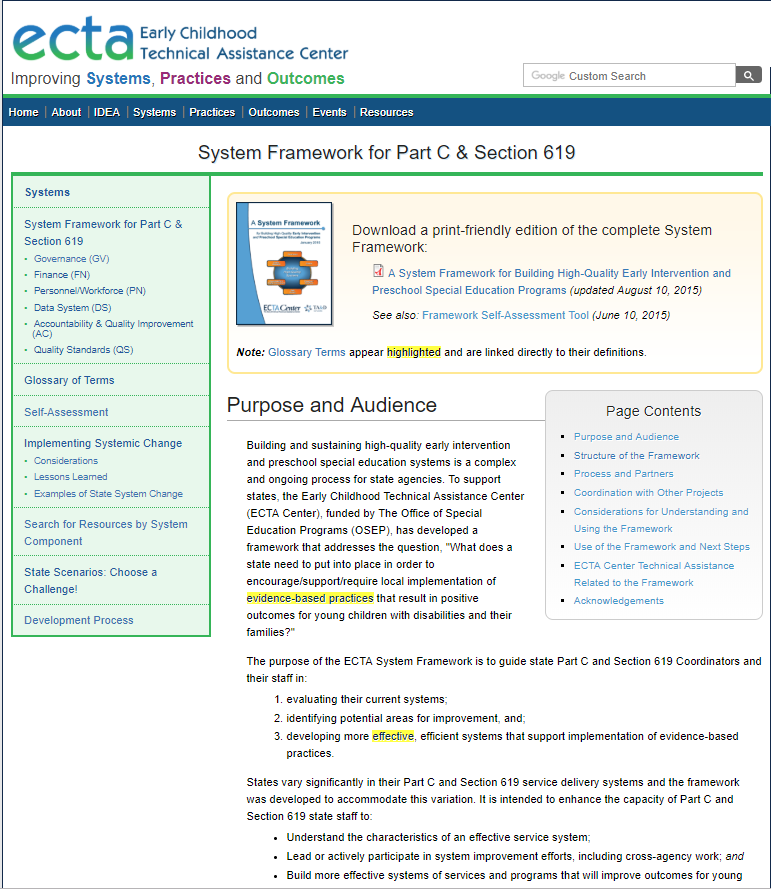 ecta Early Childhood
Technical Assistance Center
Improving Systems, Practices and Outcomes
Google Custom Search
Home About IDEA Systems Practices Outcomes Events Resources
System Framework for Part C & Section 619
Systems
System Framework for Part C &
Section 619
Governance (GV)
Finance (FN)
Personnel/Workforce (PN)
Data System (DS)
Accountability & Quality Improvement
(AC)
Quality Standards (QS)
Glossary of Terms
Self-Assessment
Implementing Systemic Change
Considerations
Lessons Learned
Examples of State System Change
Search for Resources by System
Component
State Scenarios: Choose a
Challenge!
Development Process
A System Framework
for Building High-Quality Early Intervention
and Preschool Special Education Programs
ECTA Center
Download a print-friendly edition of the complete System
Framework:
A System Framework for Building High-Quality Early Intervention and
Preschool Special Education Programs (updated August 10, 2015)
See also: Framework Self-Assessment Tool (June 10, 2015)
Note: Glossary Terms appear highlighted and are linked directly to their definitions.
Purpose and Audience
Building and sustaining high-quality early intervention
and preschool special education systems is a complex
and ongoing process for state agencies. To support
states, the Early Childhood Technical Assistance Center
(ECTA Center), funded by The Office of Special
Education Programs (OSEP), has developed a
framework that addresses the question, "What does a
state need to put into place in order to
encourage/support/require local implementation of
evidence-based practices that result in positive
outcomes for young children with disabilities and their
families?"
Page Contents
Purpose and Audience
Structure of the Framework
Process and Partners
Coordination with Other Projects
Considerations for Understanding and
Using the Framework
Use of the Framework and Next Steps
ECTA Center Technical Assistance
Related to the Framework
Acknowledgements
The purpose of the ECTA System Framework is to guide state Part C and Section 619 Coordinators and
their staff in:
1. evaluating their current systems;
2. identifying potential areas for improvement, and;
3. developing more effective, efficient systems that support implementation of evidence-based
practices.
States vary significantly in their Part C and Section 619 service delivery systems and the framework
was developed to accommodate this variation. It is intended to enhance the capacity of Part C and
Section 619 state staff to:
• Understand the characteristics of an effective service system;
• Lead or actively participate in system improvement efforts, including cross-agency work; and
• Build more effective systems of services and programs that will improve outcomes for young